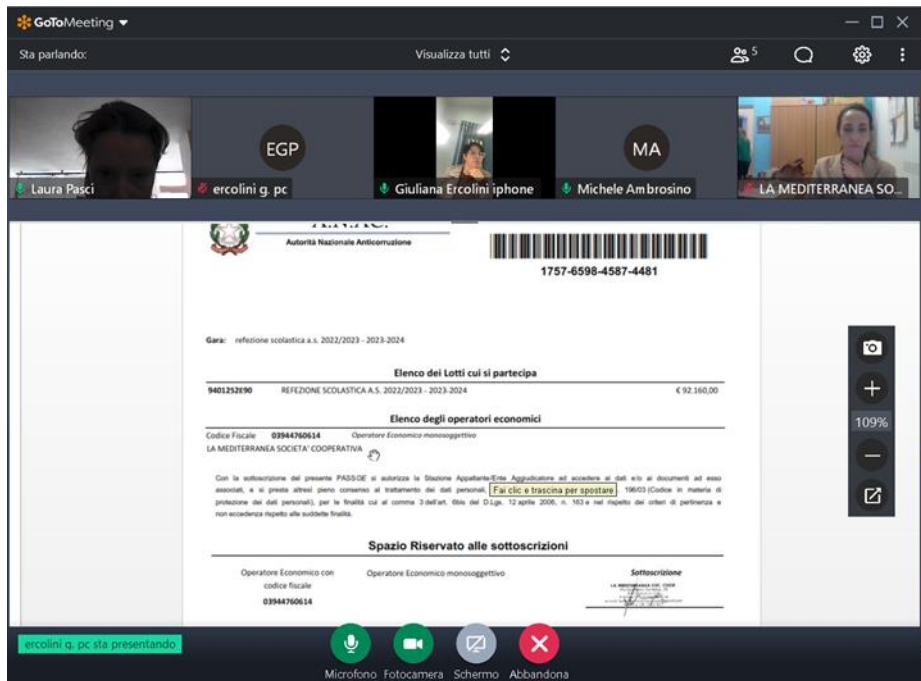 GoToMeeting
Sta parlando:
Visualizza tutti
5
EGP
MA
Laura Pasci
ercolini g. pc
Giuliana Ercolini iphone
Michele Ambrosino
LA MEDITERRANEA SO...
A.N.AC.
Autorità Nazionale Anticorruzione
1757-6598-4587-4481
Gara: refezione scolastica a.s. 2022/2023 - 2023-2024
Elenco dei Lotti cui si partecipa
9401252E90 REFEZIONE SCOLASTICA A.S. 2022/2023 - 2023-2024 € 92.160,00
Elenco degli operatori economici
Codice Fiscale 03944760614 Operatore Economico monosoggettivo
LA MEDITERRANEA SOCIETA' COOPERATIVA
Con la sottoscrizione del presente PASSOE si autorizza la Stazione Appaltante/Ente Aggiudicatore ad accedere ai dati e/o ai documenti ad esso
associati, e si presta altresì pieno consenso al trattamento dei dati personali, Fai clic e trascina per spostare 196/03 (Codice in materia di
protezione dei dati personali), per le finalità cui al comma 3 dell'art. 6bis del D.Lgs. 12 aprile 2006, n. 163 e nel rispetto dei criteri di pertinenza e
non eccedenza rispetto alle suddette finalità.
Spazio Riservato alle sottoscrizioni
Operatore Economico con
codice fiscale
03944760614
Operatore Economico monosoggettivo
Sottoscrizione
109%
ercolini g. pc sta presentando
Microfono Fotocamera Schermo Abbandona